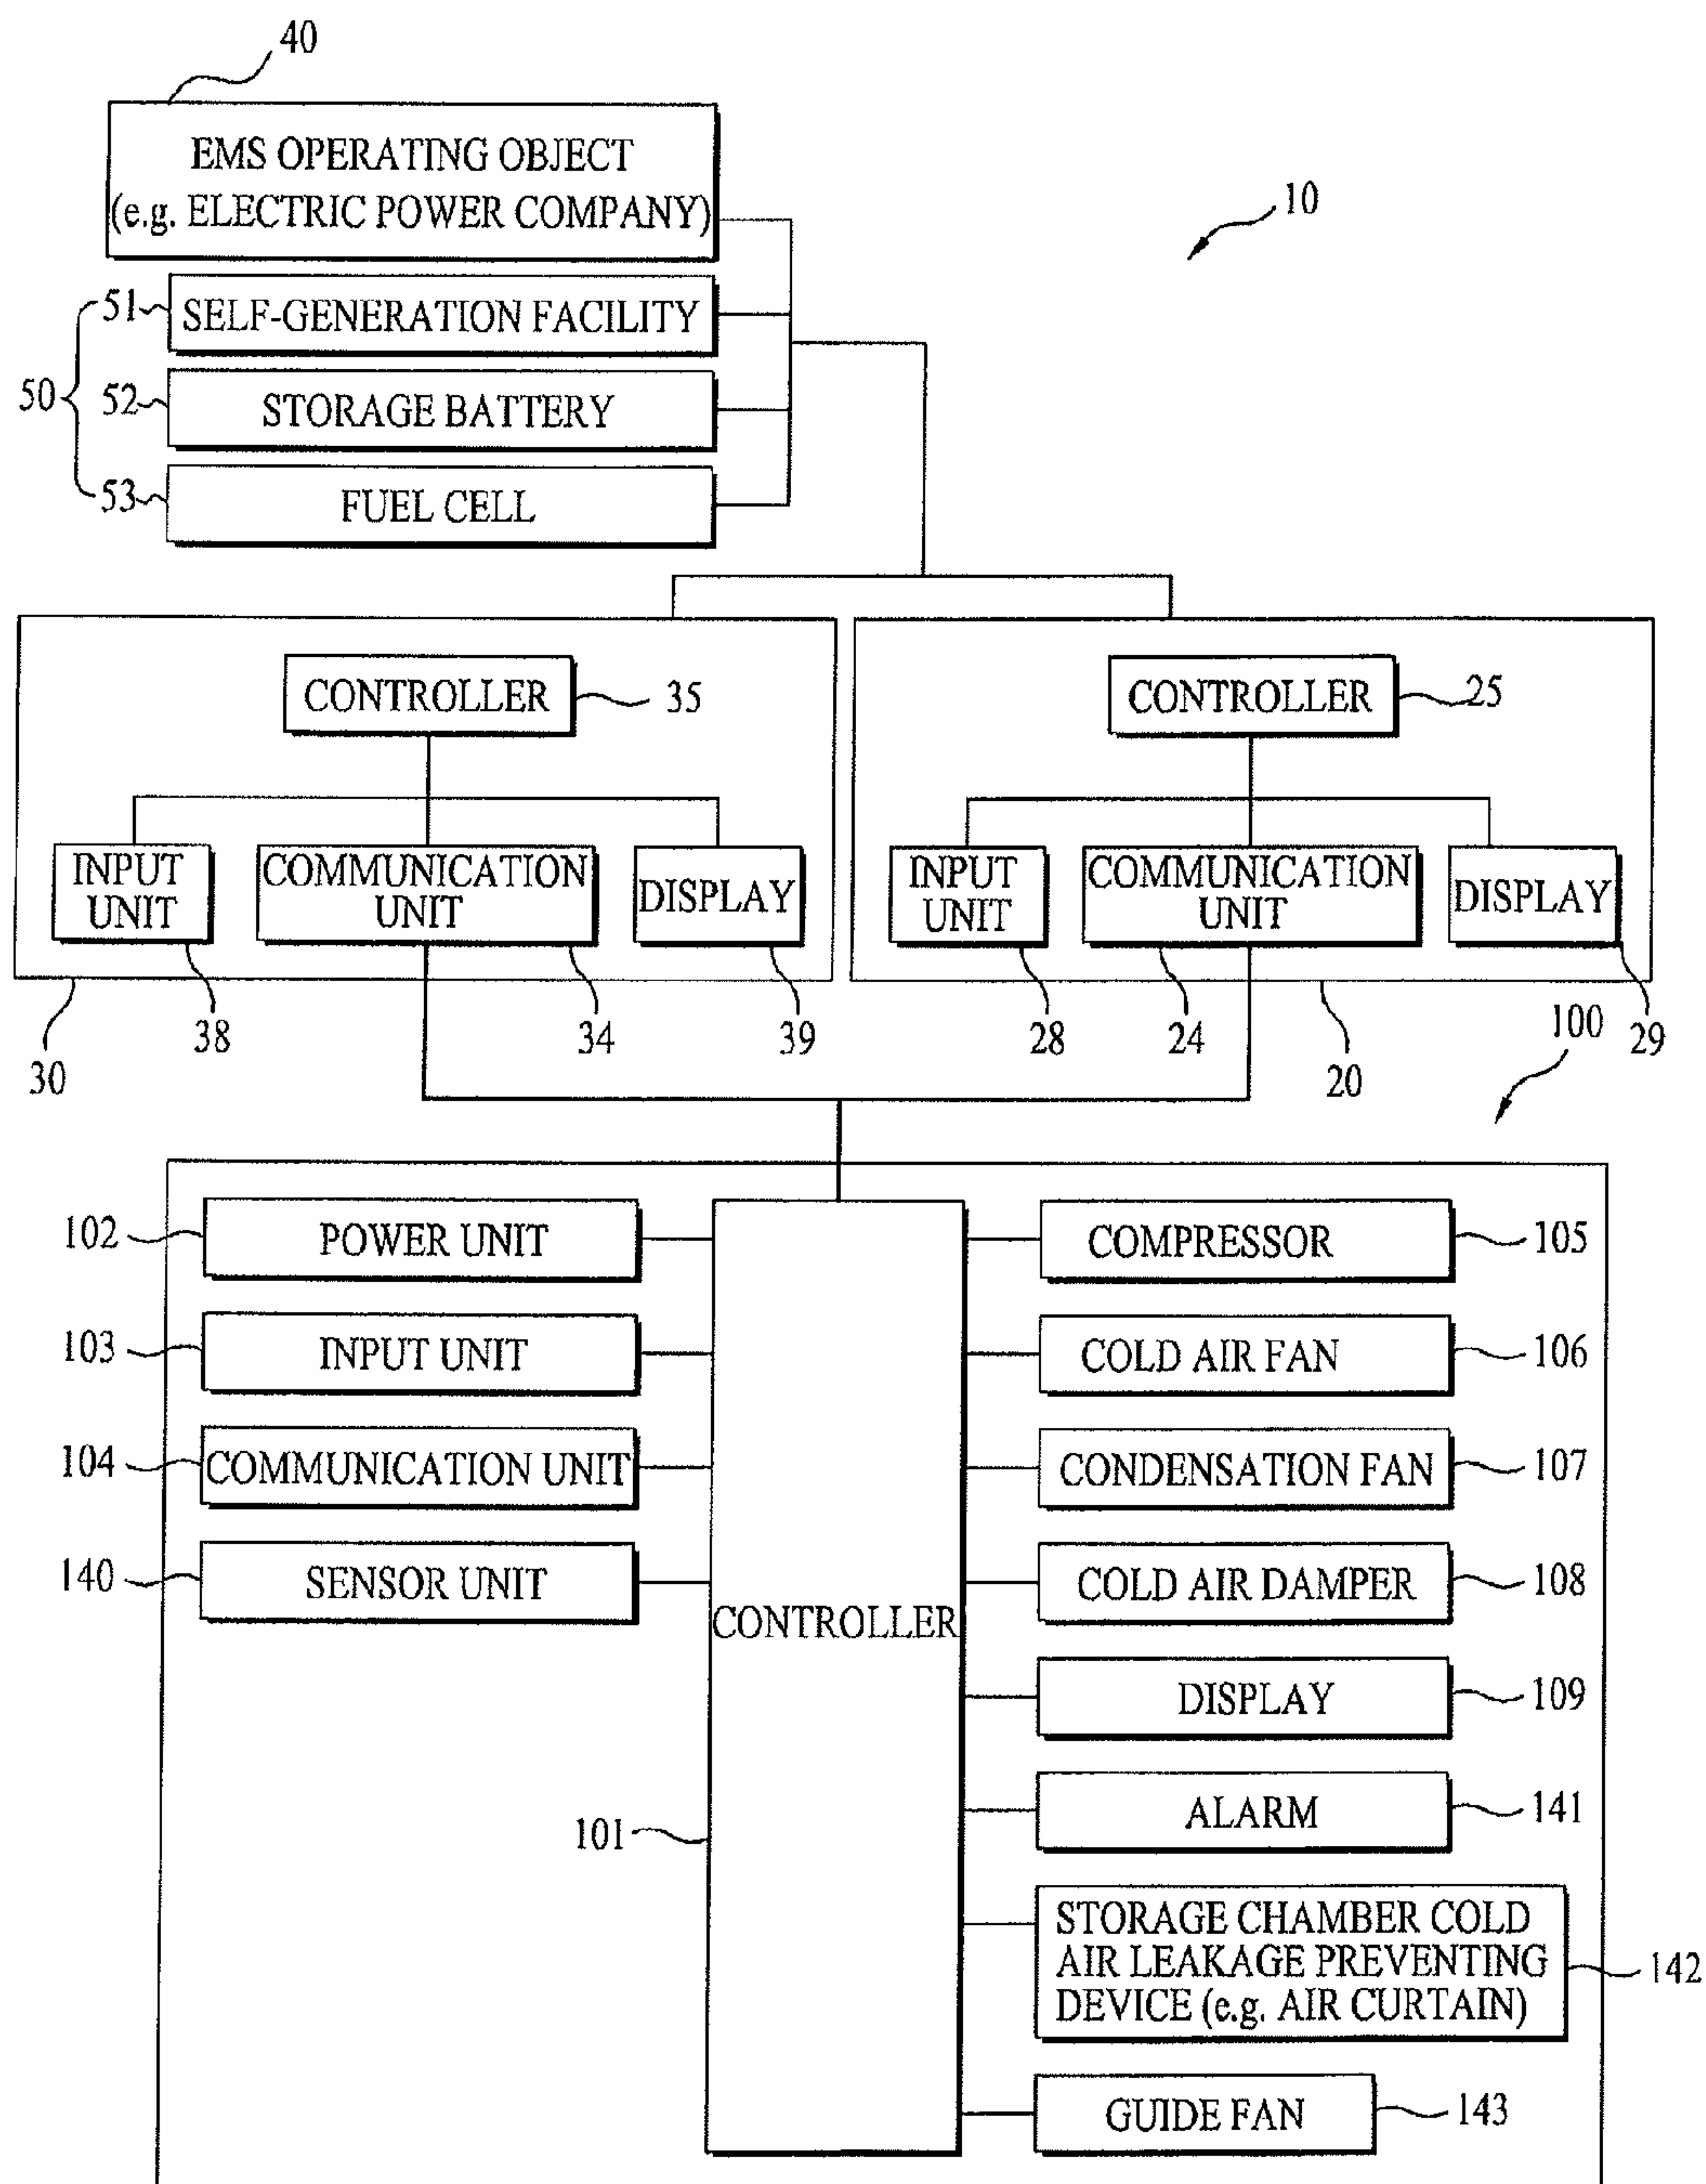 40
EMS OPERATING OBJECT
(e.g. ELECTRIC POWER COMPANY)
10
51
SELF-GENERATION FACILITY
50
52
STORAGE BATTERY
53
FUEL CELL
CONTROLLER
35
CONTROLLER
25
INPUT
UNIT
COMMUNICATION
UNIT
DISPLAY
INPUT
UNIT
COMMUNICATION
UNIT
DISPLAY
38
34
39
28
24
29
30
20
100
102
POWER UNIT
COMPRESSOR
105
103
INPUT UNIT
COLD AIR FAN
106
104
COMMUNICATION UNIT
CONDENSATION FAN
107
140
SENSOR UNIT
COLD AIR DAMPER
108
CONTROLLER
DISPLAY
109
101
ALARM
141
STORAGE CHAMBER COLD
AIR LEAKAGE PREVENTING
DEVICE (e.g. AIR CURTAIN)
142
GUIDE FAN
143